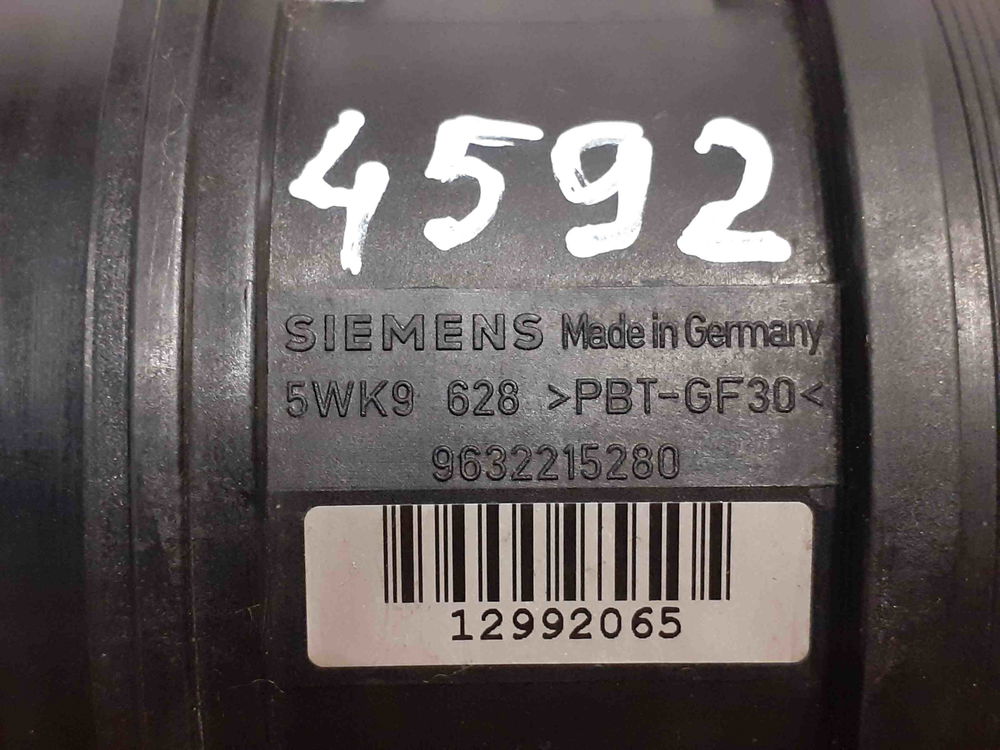 4592
SIEMENS Made in Germany
5WK9 628 >PBT-GF30<
9632215280
12992065